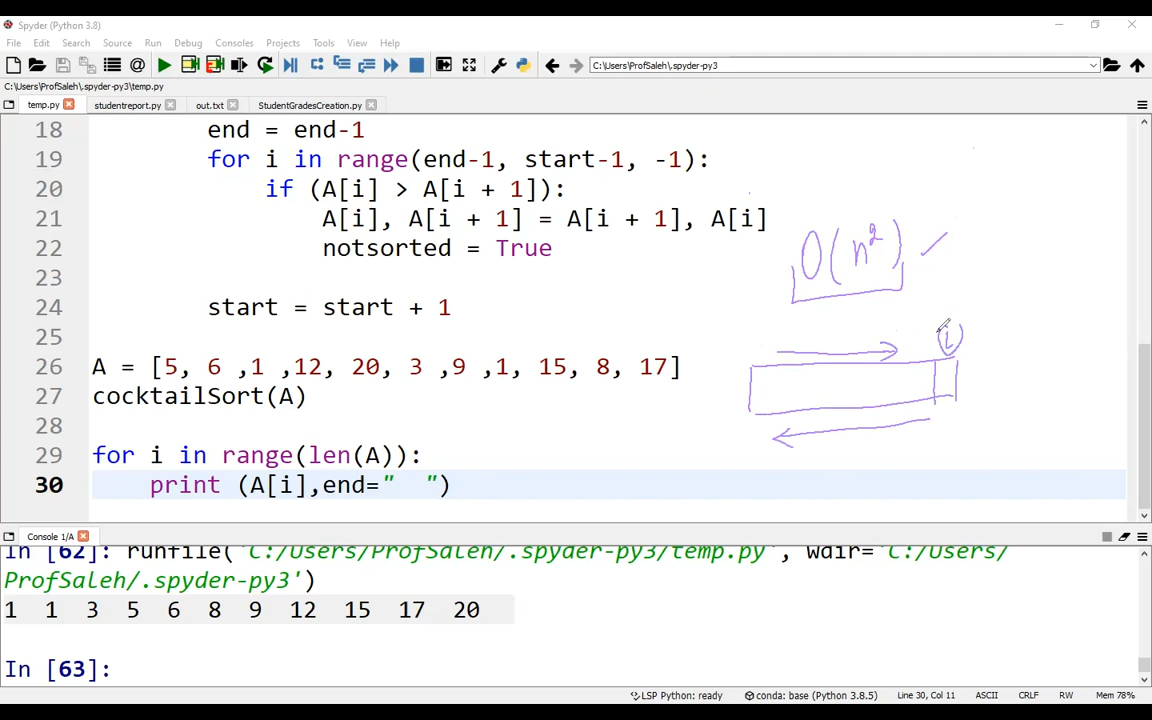 Spyder (Python 3.8)
File Edit Search Source Run Debug Consoles Projects Tools View Help
C:\Users\ProfSaleh\.spyder-py3
C:\Users\ProfSaleh\.spyder-py3\temp.py
temp.py studentreport.py out.txt StudentGradesCreation.py
18 end = end-1
19 for i in range(end-1, start-1, -1):
20 if (A[i] > A[i + 1]):
21 A[i], A[i + 1] = A[i + 1], A[i]
22 notsorted = True
23
24 start = start + 1
25
26 A = [5, 6 ,1 ,12, 20, 3 ,9 ,1, 15, 8, 17]
27 cocktailSort(A)
28
29 for i in range(len(A)):
30 print (A[i],end="  ")
O(n²)
i
Console 1/A
In [62]: runfile('C:/Users/ProfSaleh/.spyder-py3/temp.py', wdir='C:/Users/
ProfSaleh/.spyder-py3')
1 1 3 5 6 8 9 12 15 17 20
In [63]:
LSP Python: ready conda: base (Python 3.8.5) Line 30, Col 11 ASCII CRLF RW Mem 78%